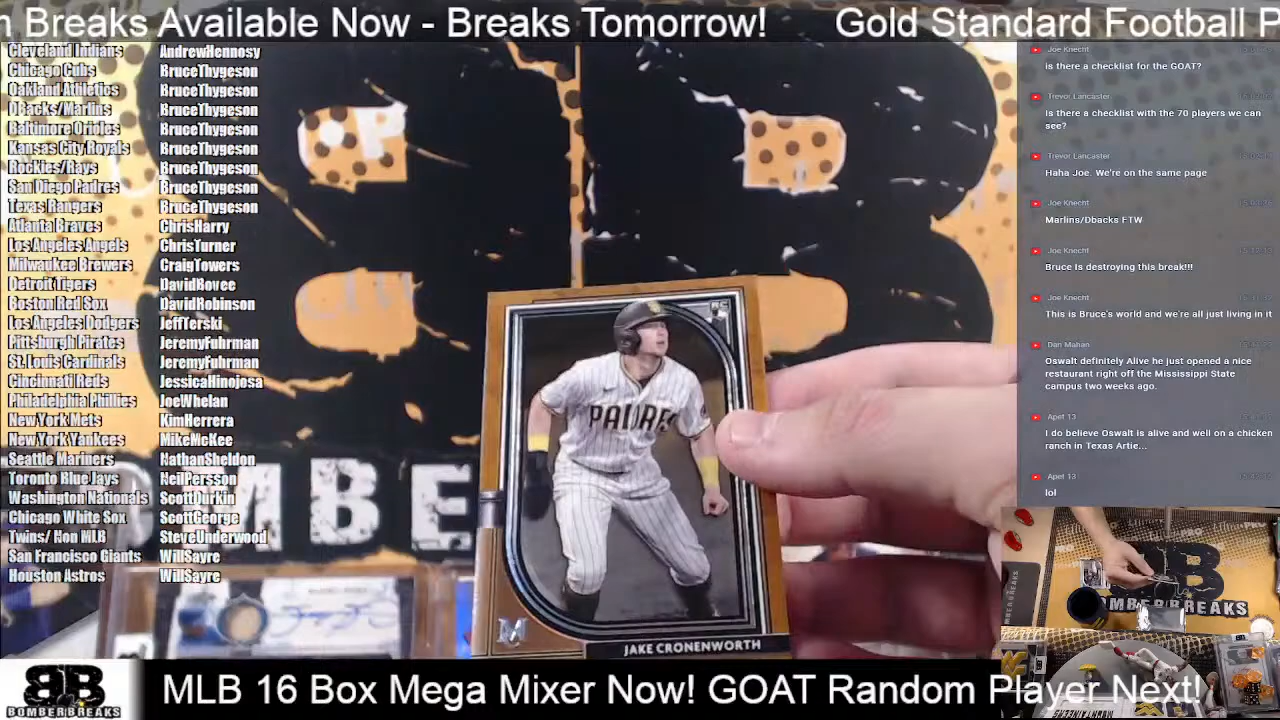 n Breaks Available Now - Breaks Tomorrow! Gold Standard Football P
Cleveland Indians AndrewHennosy
Chicago Cubs BruceThygeson
Oakland Athletics BruceThygeson
DBacks/Marlins BruceThygeson
Baltimore Orioles BruceThygeson
Kansas City Royals BruceThygeson
Rockies/Rays BruceThygeson
San Diego Padres BruceThygeson
Texas Rangers BruceThygeson
Atlanta Braves ChrisHarry
Los Angeles Angels ChrisTurner
Milwaukee Brewers CraigTowers
Detroit Tigers DavidBovee
Boston Red Sox DavidRobinson
Los Angeles Dodgers JeffTerski
Pittsburgh Pirates JeremyFuhrman
St. Louis Cardinals JeremyFuhrman
Cincinnati Reds JessicaHinojosa
Philadelphia Phillies JoeWhelan
New York Mets KimHerrera
New York Yankees MikeMcKee
Seattle Mariners NathanSheldon
Toronto Blue Jays NeilPersson
Washington Nationals ScottDurkin
Chicago White Sox ScottGeorge
Twins/ Non MLB SteveUnderwood
San Francisco Giants WillSayre
Houston Astros WillSayre
Joe Knecht
is there a checklist for the GOAT?
Trevor Lancaster
Is there a checklist with the 70 players we can
see?
Trevor Lancaster
Haha Joe. We're on the same page
Joe Knecht
Marlins/Dbacks FTW
Joe Knecht
Bruce is destroying this break!!!
Joe Knecht
This is Bruce's world and we're all just living in it
Dan Mahan
Oswalt definitely Alive he just opened a nice
restaurant right off the Mississippi State
campus two weeks ago.
Apet 13
I do believe Oswalt is alive and well on a chicken
ranch in Texas Artie...
Apet 13
lol
OMBE
RC
PADRES
M
JAKE CRONENWORTH
BOMBERBREAKS
BB
BOMBERBREAKS
MLB 16 Box Mega Mixer Now! GOAT Random Player Next!